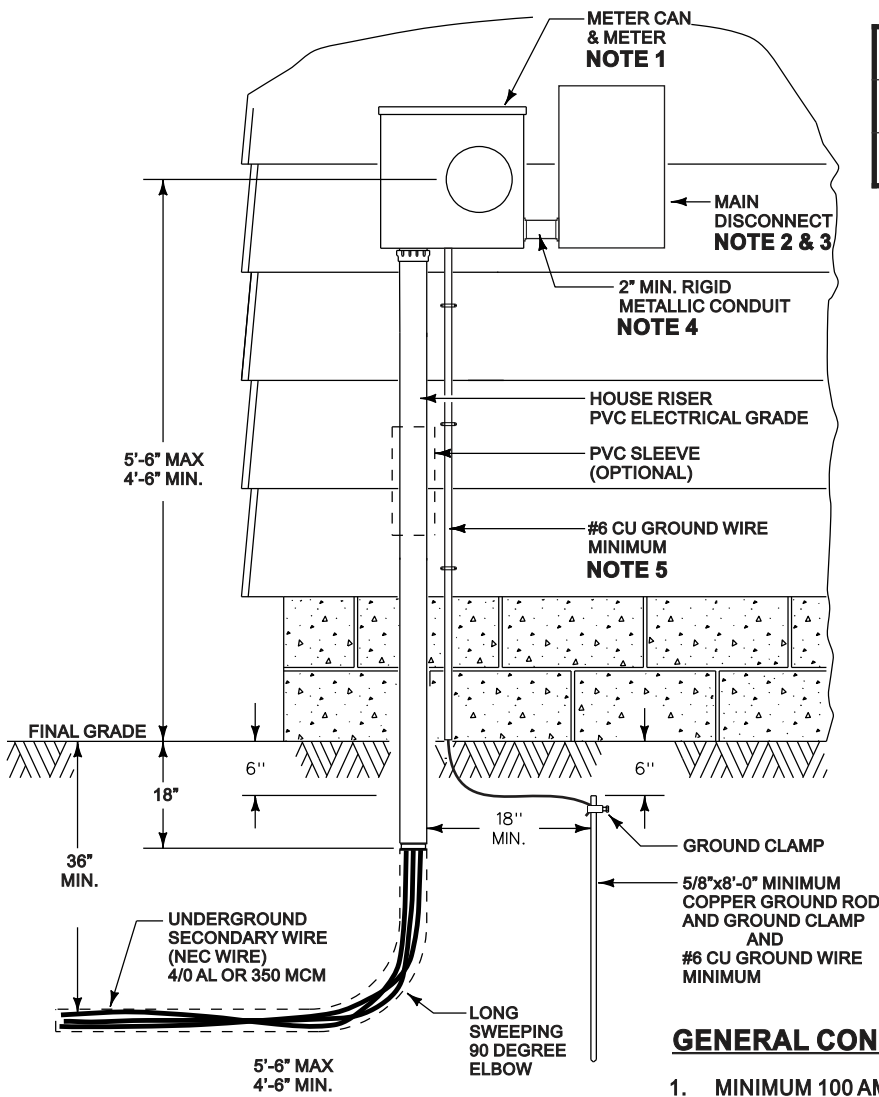 METER CAN
& METER
NOTE 1
MAIN
DISCONNECT
NOTE 2 & 3
2" MIN. RIGID
METALLIC CONDUIT
NOTE 4
HOUSE RISER
PVC ELECTRICAL GRADE
5'-6" MAX
4'-6" MIN.
PVC SLEEVE
(OPTIONAL)
#6 CU GROUND WIRE
MINIMUM
NOTE 5
FINAL GRADE
6"
6"
18"
18"
MIN.
36"
MIN.
GROUND CLAMP
5/8"x8'-0" MINIMUM
COPPER GROUND ROD
AND GROUND CLAMP
AND
#6 CU GROUND WIRE
MINIMUM
UNDERGROUND
SECONDARY WIRE
(NEC WIRE)
4/0 AL OR 350 MCM
LONG
SWEEPING
90 DEGREE
ELBOW
5'-6" MAX
4'-6" MIN.
GENERAL CON
1. MINIMUM 100 AM